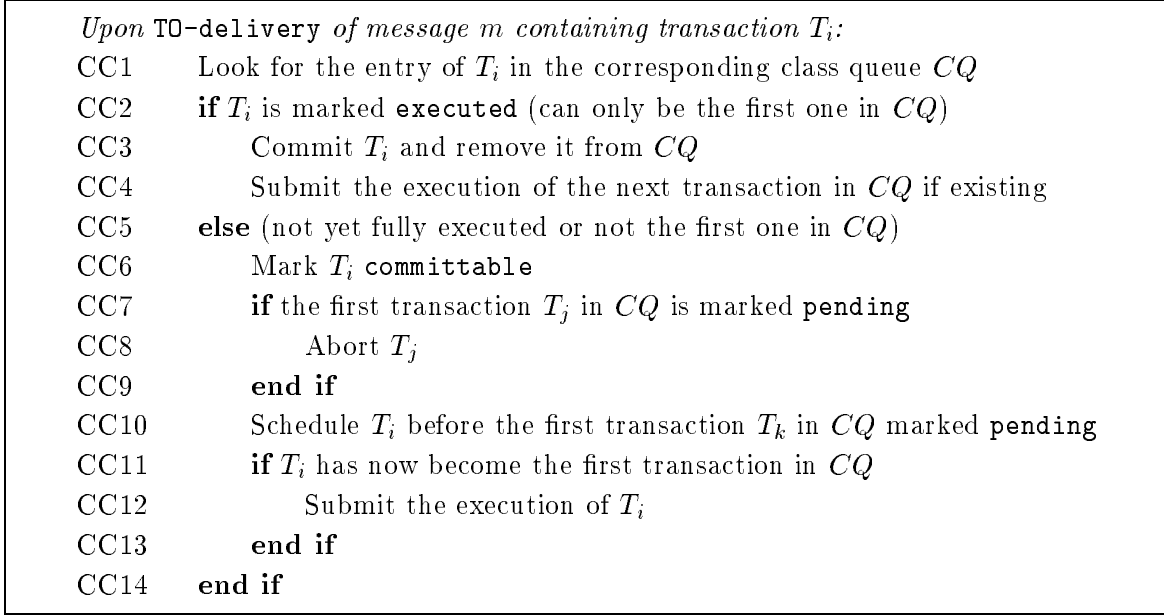 Upon TO-delivery of message m containing transaction Ti:
CC1 Look for the entry of Ti in the corresponding class queue CQ
CC2 if Ti is marked executed (can only be the first one in CQ)
CC3 Commit Ti and remove it from CQ
CC4 Submit the execution of the next transaction in CQ if existing
CC5 else (not yet fully executed or not the first one in CQ)
CC6 Mark Ti committable
CC7 if the first transaction Tj in CQ is marked pending
CC8 Abort Tj
CC9 end if
CC10 Schedule Ti before the first transaction Tk in CQ marked pending
CC11 if Ti has now become the first transaction in CQ
CC12 Submit the execution of Ti
CC13 end if
CC14 end if